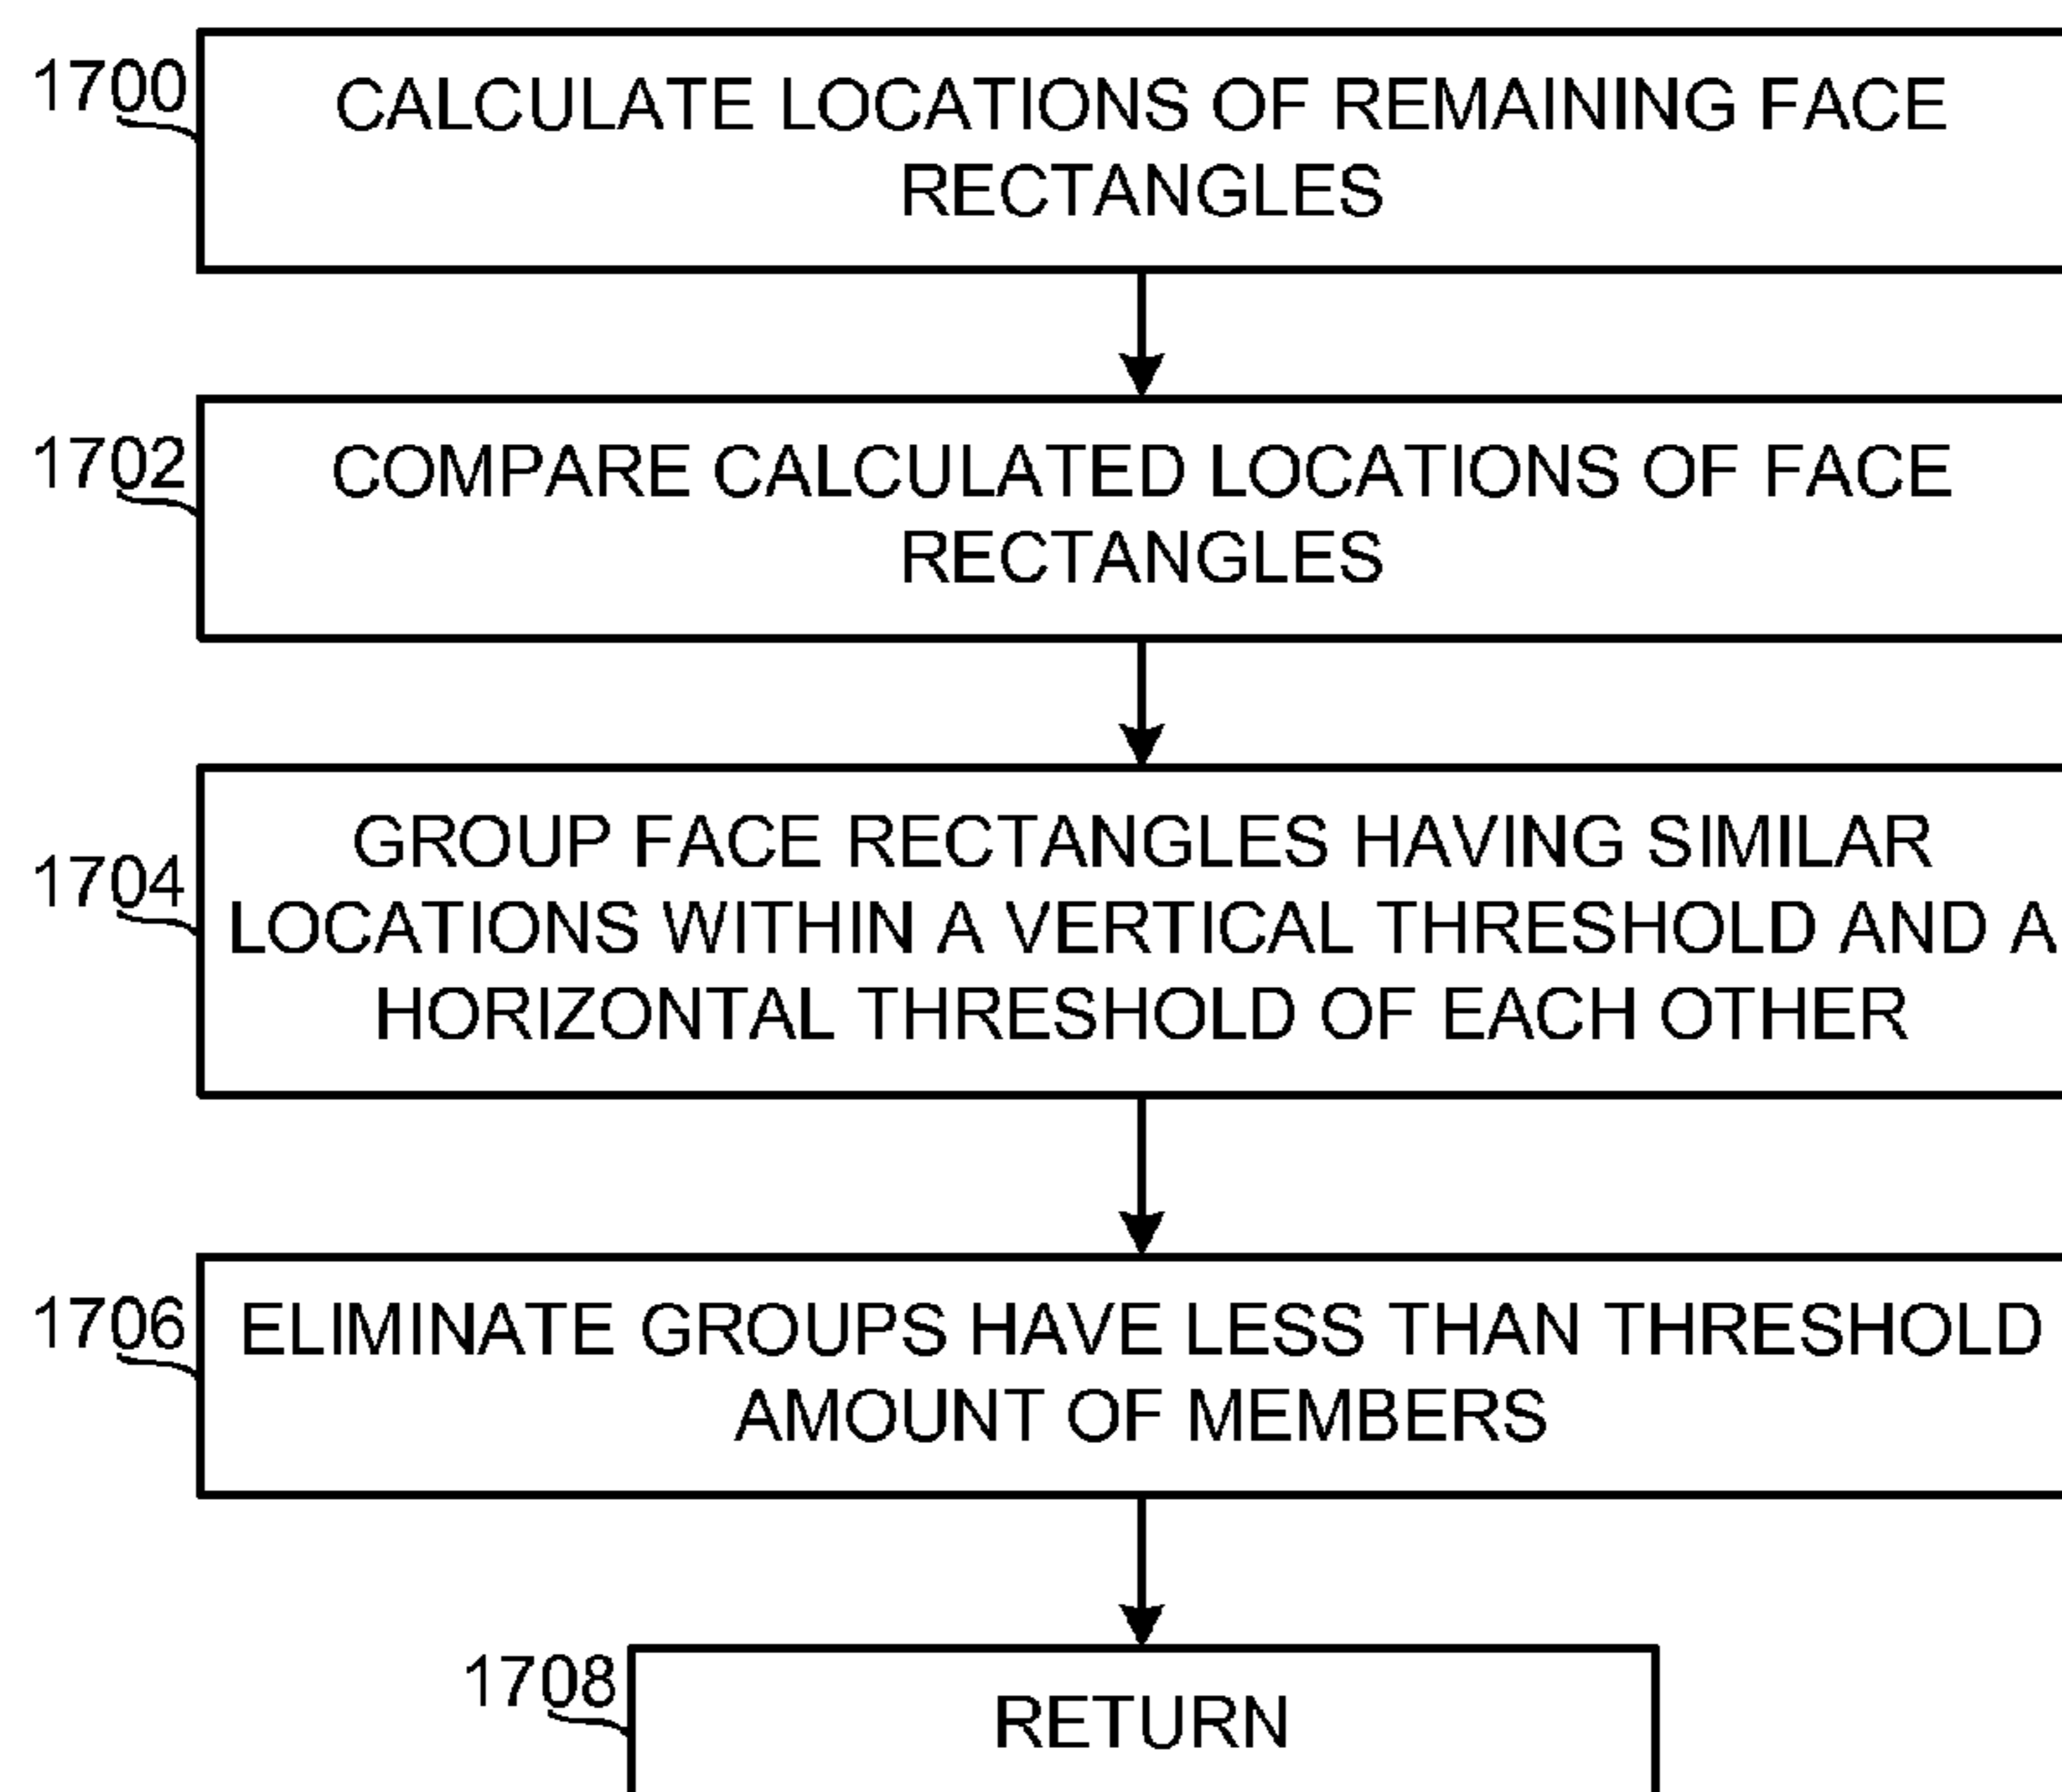 1700
CALCULATE LOCATIONS OF REMAINING FACE
RECTANGLES
1702
COMPARE CALCULATED LOCATIONS OF FACE
RECTANGLES
1704
GROUP FACE RECTANGLES HAVING SIMILAR
LOCATIONS WITHIN A VERTICAL THRESHOLD AND A
HORIZONTAL THRESHOLD OF EACH OTHER
1706
ELIMINATE GROUPS HAVE LESS THAN THRESHOLD
AMOUNT OF MEMBERS
1708
RETURN